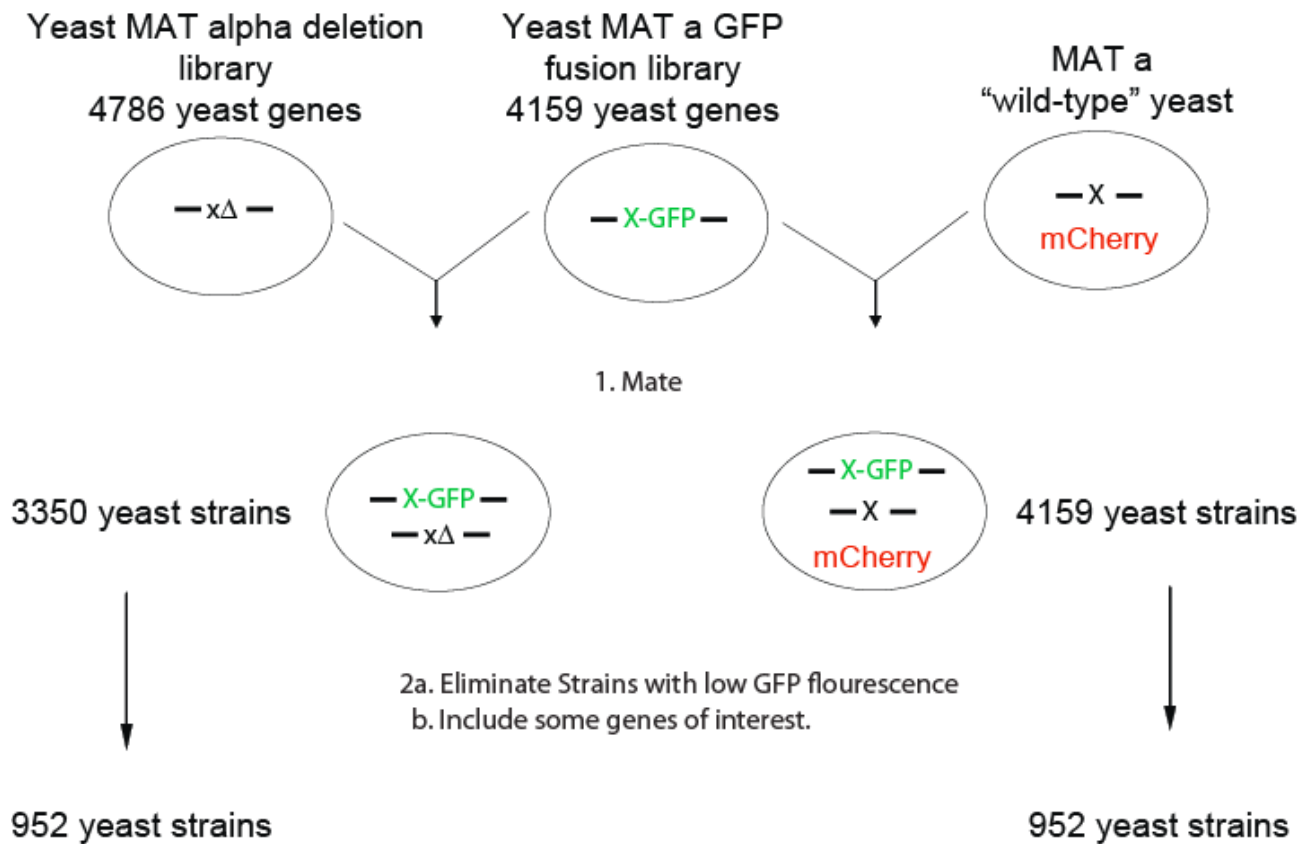 Yeast MAT alpha deletion
library
4786 yeast genes
Yeast MAT a GFP
fusion library
4159 yeast genes
MAT a
“wild-type” yeast
xΔ
X-GFP
X
mCherry
1. Mate
3350 yeast strains
X-GFP
xΔ
X-GFP
X
mCherry
4159 yeast strains
2a. Eliminate Strains with low GFP flourescence
b. Include some genes of interest.
952 yeast strains
952 yeast strains